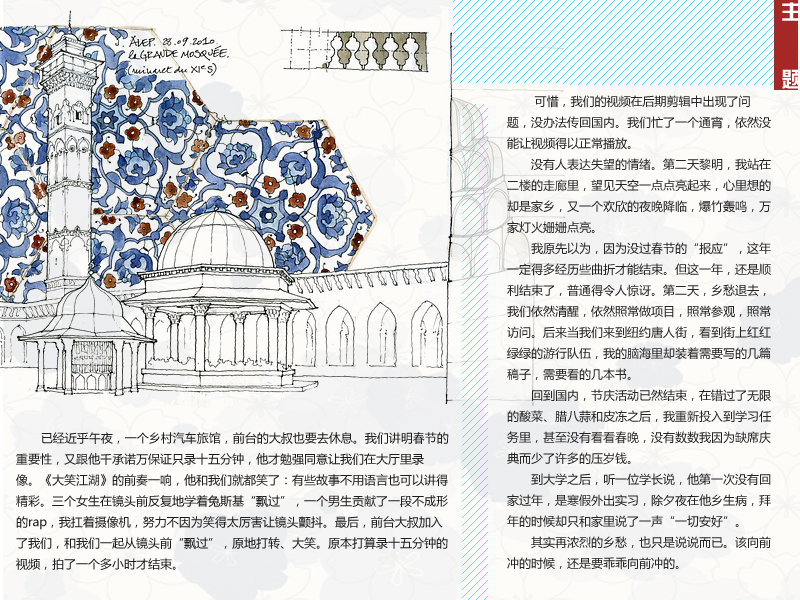 ALEP. 28.09.2010.
la GRANDE MOSQUÉE.
(minaret du XIe S)
主
题
已经近乎午夜，一个乡村汽车旅馆，前台的大叔也要去休息。我们讲明春节的
重要性，又跟他千承诺万保证只录十五分钟，他才勉强同意让我们在大厅里录
像。《大笑江湖》的前奏一响，他和我们就都笑了：有些故事不用语言也可以讲得
精彩。三个女生在镜头前反复地学着兔斯基“飘过”，一个男生贡献了一段不成形
的rap，我扛着摄像机，努力不因为笑得太厉害让镜头颤抖。最后，前台大叔加入
了我们，和我们一起从镜头前“飘过”，原地打转、大笑。原本打算录十五分钟的
视频，拍了一个多小时才结束。
可惜，我们的视频在后期剪辑中出现了问
题，没办法传回国内。我们忙了一个通宵，依然没
能让视频得以正常播放。
没有人表达失望的情绪。第二天黎明，我站在
二楼的走廊里，望见天空一点点亮起来，心里想的
却是家乡，又一个欢欣的夜晚降临，爆竹轰鸣，万
家灯火姗姗点亮。
我原先以为，因为没过春节的“报应”，这年
一定得多经历些曲折才能结束。但这一年，还是顺
利结束了，普通得令人惊讶。第二天，乡愁退去，
我们依然清醒，依然照常做项目，照常参观，照常
访问。后来当我们来到纽约唐人街，看到街上红红
绿绿的游行队伍，我的脑海里却装着需要写的几篇
稿子，需要看的几本书。
回到国内，节庆活动已然结束，在错过了无限
的酸菜、腊八蒜和皮冻之后，我重新投入到学习任
务里，甚至没有看看春晚，没有数数我因为缺席庆
典而少了许多的压岁钱。
到大学之后，听一位学长说，他第一次没有回
家过年，是寒假外出实习，除夕夜在他乡生病，拜
年的时候却只和家里说了一声“一切安好”。
其实再浓烈的乡愁，也只是说说而已。该向前
冲的时候，还是要乖乖向前冲的。